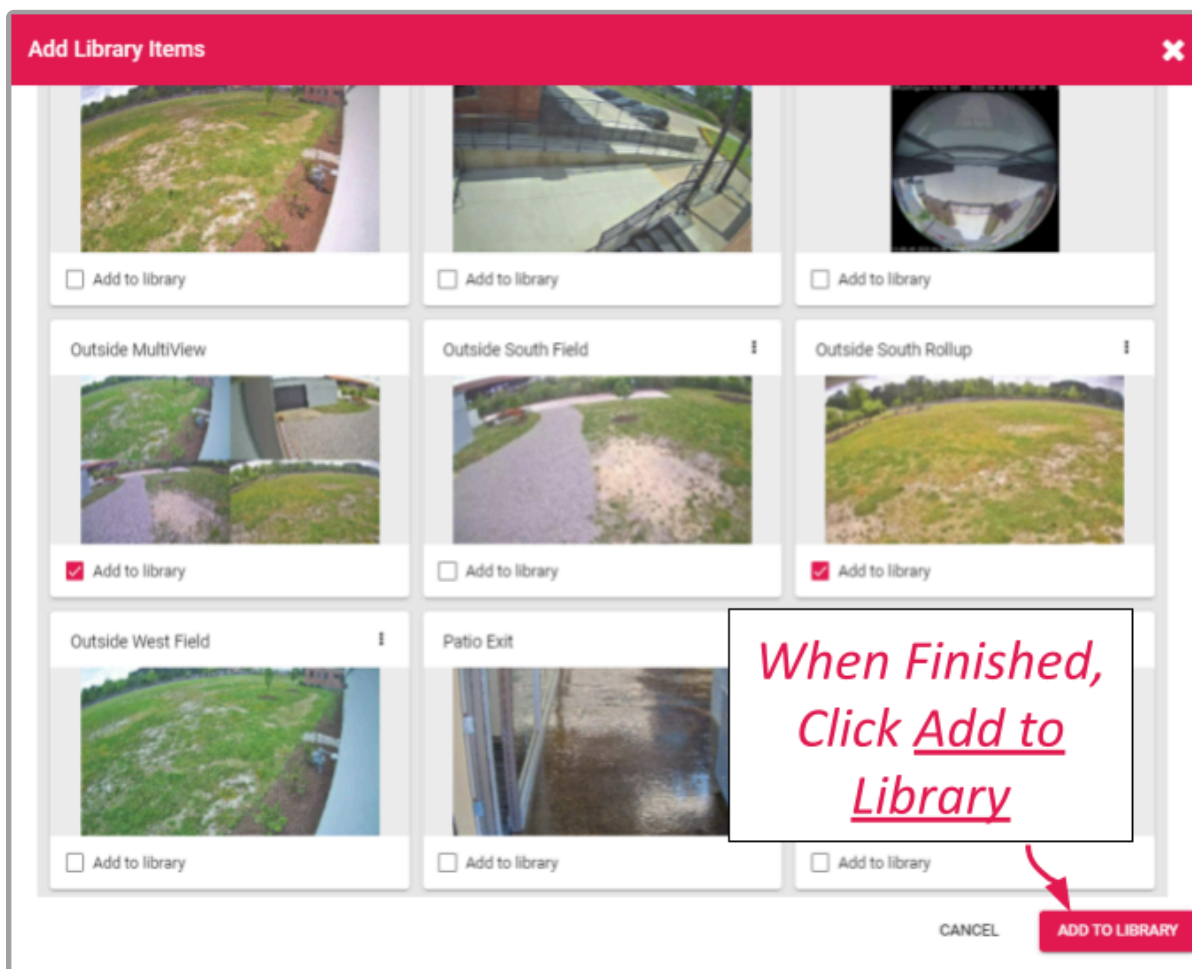 Add Library Items
Add to library
Add to library
Add to library
Outside MultiView
Outside South Field
Outside South Rollup
Add to library
Add to library
Add to library
Outside West Field
Patio Exit
When Finished,
Click Add to
Library
Add to library
Add to library
Add to library
CANCEL
ADD TO LIBRARY